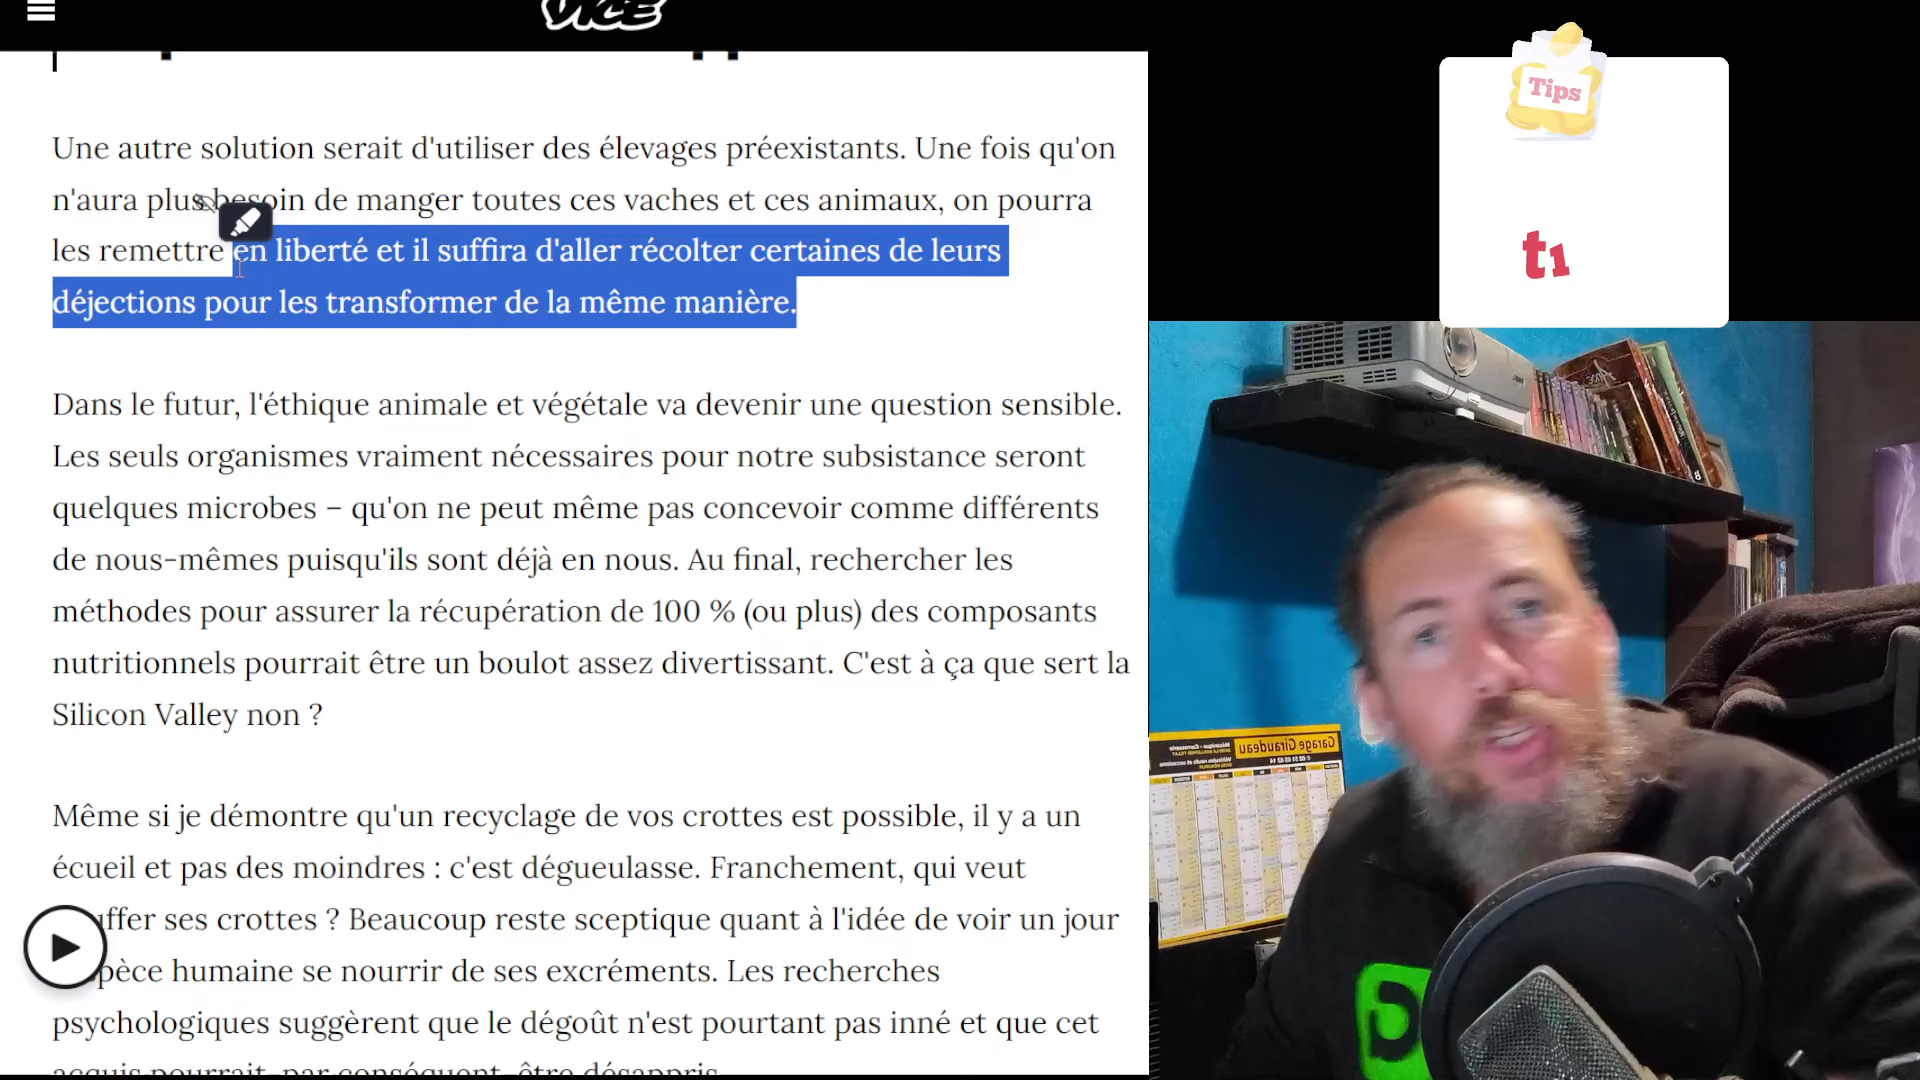 VICE
Une autre solution serait d'utiliser des élevages préexistants. Une fois qu'on
n'aura plus besoin de manger toutes ces vaches et ces animaux, on pourra
les remettre en liberté et il suffira d'aller récolter certaines de leurs
déjections pour les transformer de la même manière.
Dans le futur, l'éthique animale et végétale va devenir une question sensible.
Les seuls organismes vraiment nécessaires pour notre subsistance seront
quelques microbes – qu'on ne peut même pas concevoir comme différents
de nous-mêmes puisqu'ils sont déjà en nous. Au final, rechercher les
méthodes pour assurer la récupération de 100 % (ou plus) des composants
nutritionnels pourrait être un boulot assez divertissant. C'est à ça que sert la
Silicon Valley non ?
Même si je démontre qu'un recyclage de vos crottes est possible, il y a un
écueil et pas des moindres : c'est dégueulasse. Franchement, qui veut
uffer ses crottes ? Beaucoup reste sceptique quant à l'idée de voir un jour
pèce humaine se nourrir de ses excréments. Les recherches
psychologiques suggèrent que le dégoût n'est pourtant pas inné et que cet
acquis pourrait, par conséquent, être désappris.
Tips
t1
Garage Giraudeau
Mécanique - Carrosserie